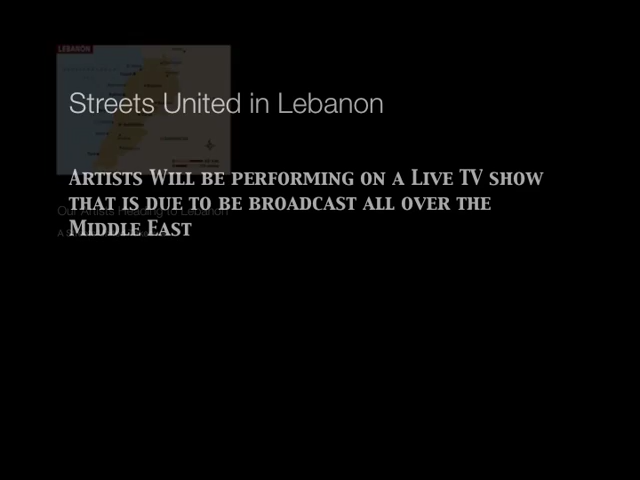 LEBANON
Streets United in Lebanon
Artists Will be performing on a Live TV show
that is due to be broadcast all over the
Our Artists Heading to Lebanon
Middle East